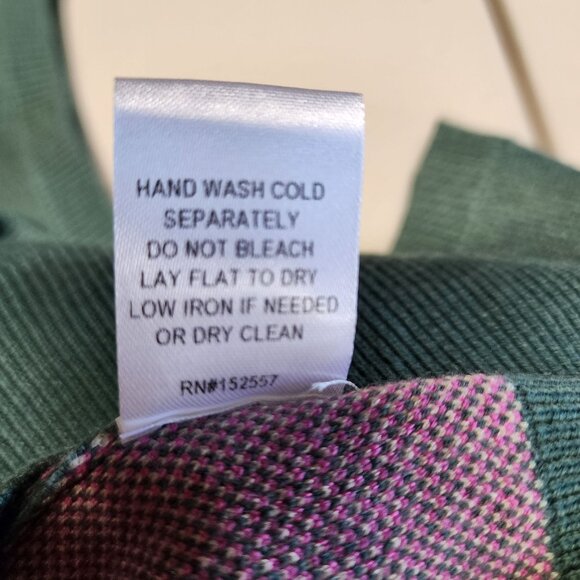 HAND WASH COLD
SEPARATELY
DO NOT BLEACH
LAY FLAT TO DRY
LOW IRON IF NEEDED
OR DRY CLEAN
RN#152557